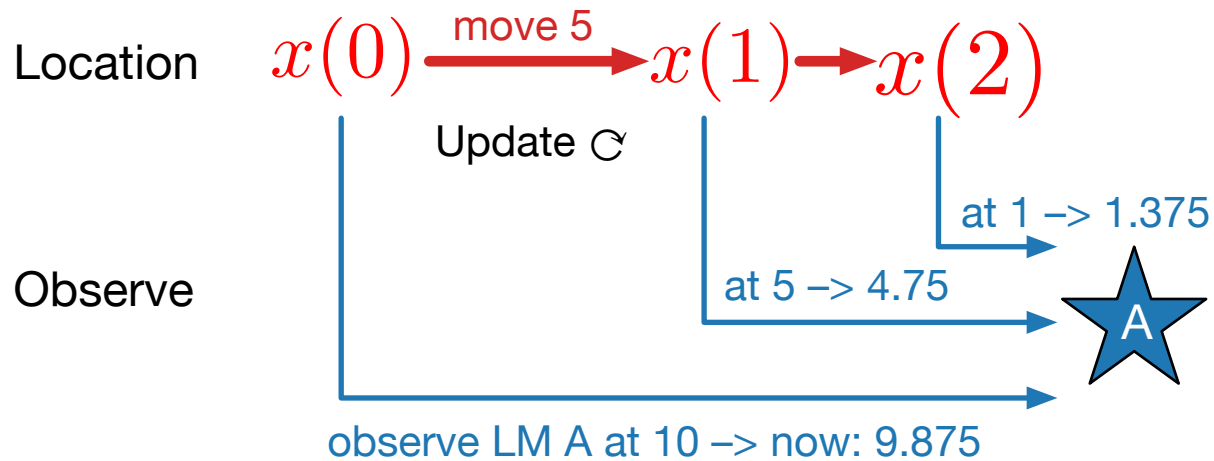 move 5
Location x(0) x(1) x(2)
Update ⟳
at 1 –> 1.375
at 5 –> 4.75
Observe
A
observe LM A at 10 –> now: 9.875